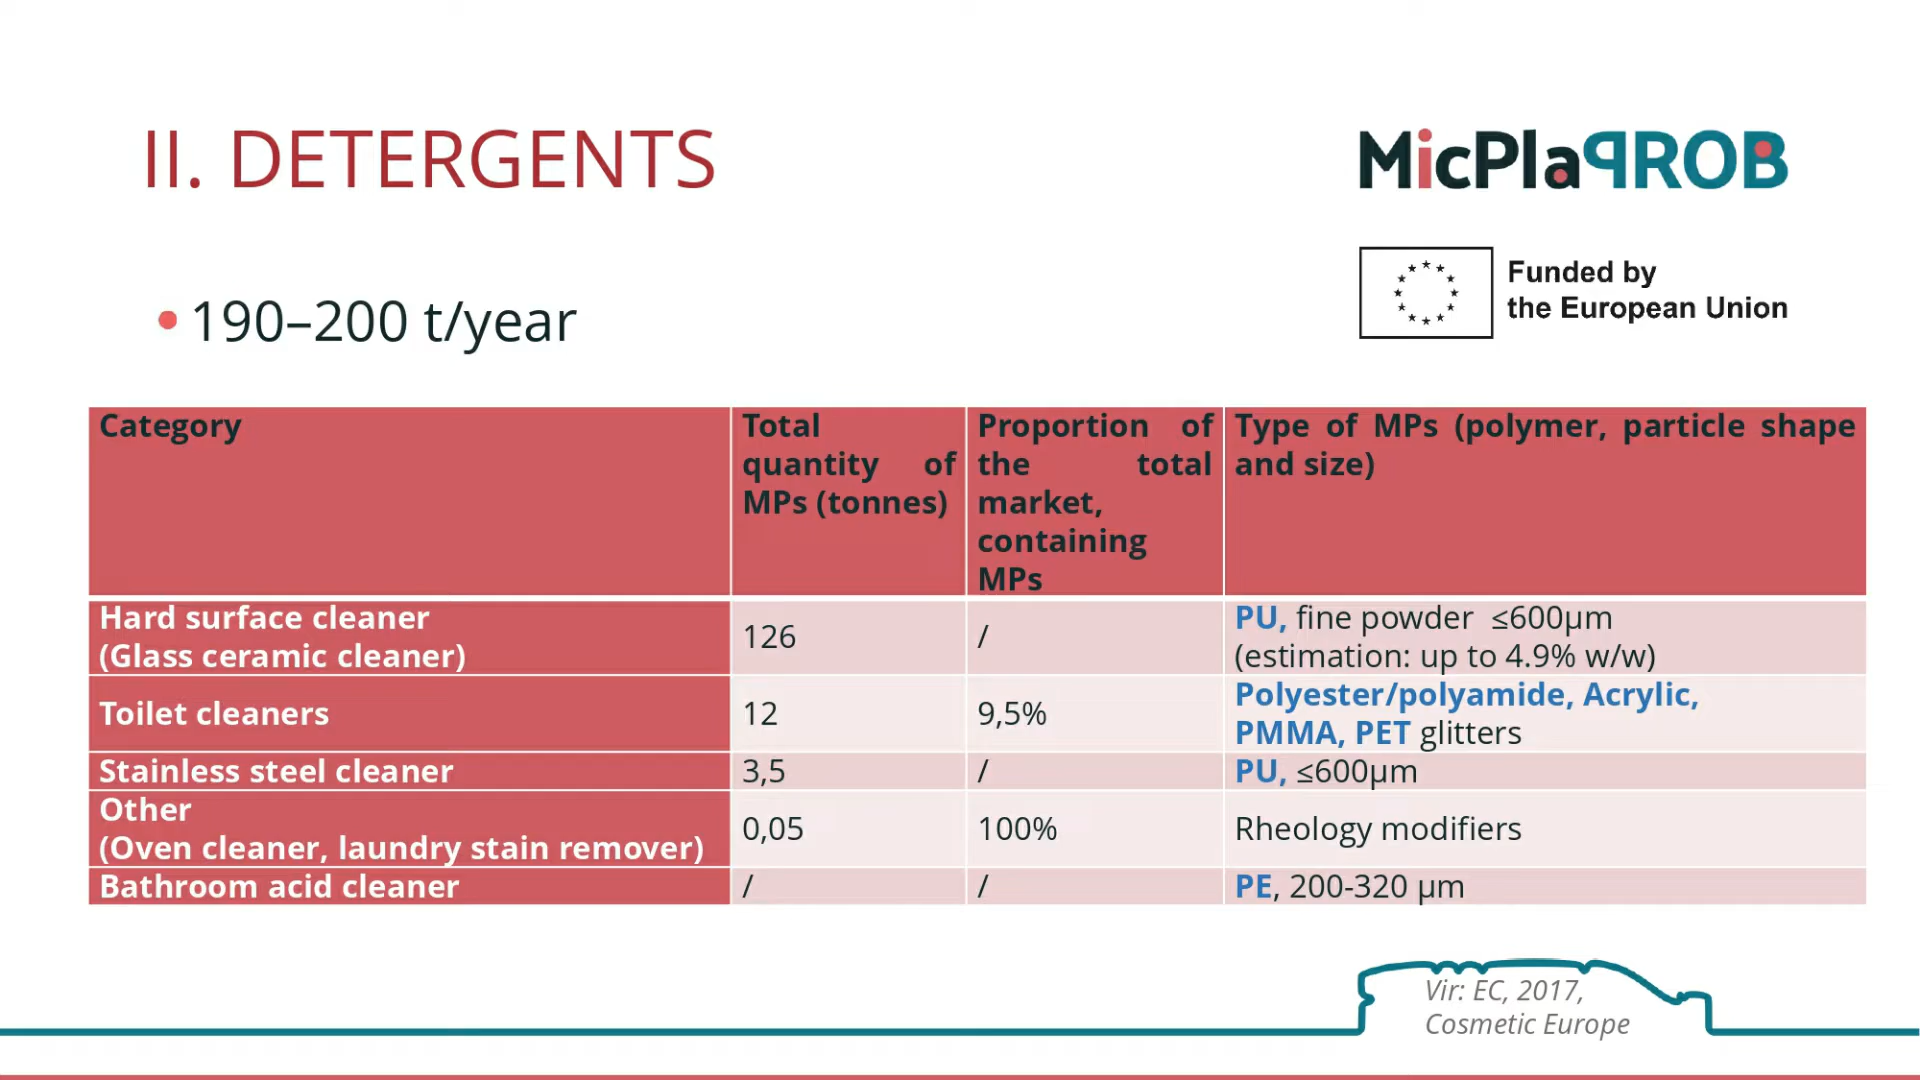 II. DETERGENTS
MicPlaPROB
Funded by
the European Union
• 190–200 t/year
Category
Total
quantity of
MPs (tonnes)
Proportion of
the total
market,
containing
MPs
Type of MPs (polymer, particle shape
and size)
Hard surface cleaner
(Glass ceramic cleaner)
126
/
PU, fine powder ≤600µm
(estimation: up to 4.9% w/w)
Toilet cleaners
12
9,5%
Polyester/polyamide, Acrylic,
PMMA, PET glitters
Stainless steel cleaner
3,5
/
PU, ≤600µm
Other
(Oven cleaner, laundry stain remover)
0,05
100%
Rheology modifiers
Bathroom acid cleaner
/
/
PE, 200-320 µm
Vir: EC, 2017,
Cosmetic Europe